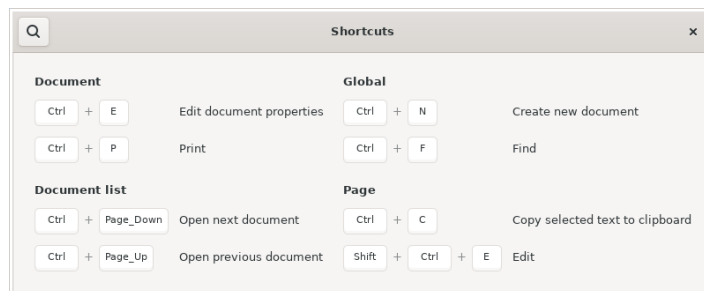 Shortcuts ×
Document
Ctrl + E Edit document properties
Ctrl + P Print
Document list
Ctrl + Page_Down Open next document
Ctrl + Page_Up Open previous document
Global
Ctrl + N Create new document
Ctrl + F Find
Page
Ctrl + C Copy selected text to clipboard
Shift + Ctrl + E Edit